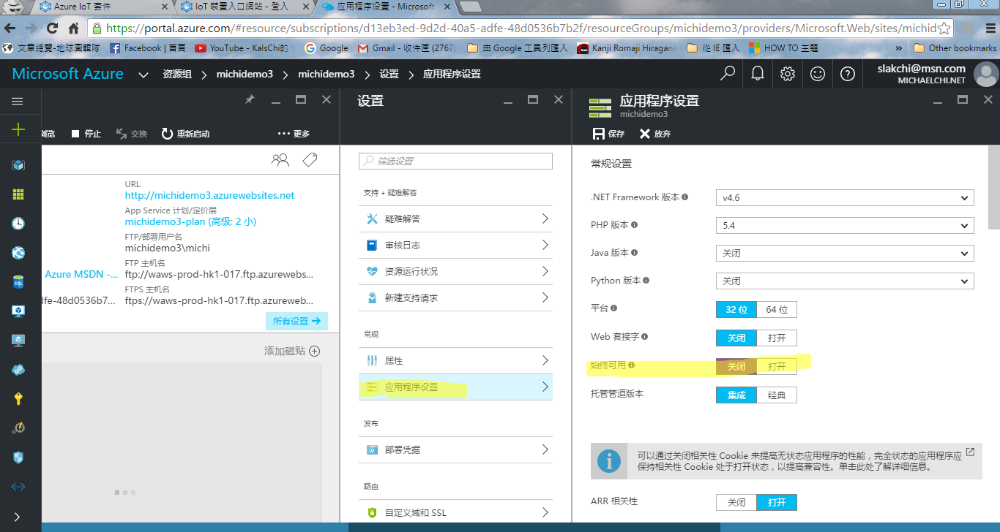 Azure IoT 套件
IoT 裝置入口網站 - 登入
应用程序设置 - Microsoft
https://portal.azure.com/#resource/subscriptions/d13eb3ed-9d2d-40a5-adfe-48d0536b7b2f/resourceGroups/michidemo3/providers/Microsoft.Web/sites/michid
文章總覽-地球圖輯隊
Facebook | 首頁
YouTube - KalsChi的
Google
Gmail - 收件匣 (2767)
由 Google 工具列匯入
Kanji Romaji Hiragana
從 IE 匯入
HOW TO 主題
»
Other bookmarks
Microsoft Azure
资源组
michidemo3
michidemo3
设置
应用程序设置
slakchi@msn.com
MICHAELCHI.NET
浏览
停止
交换
重新启动
更多
URL
http://michidemo3.azurewebsites.net
App Service 计划/定价层
michidemo3-plan (高级: 2 小)
FTP/部署用户名
michidemo3\michi
FTP 主机名
Azure MSDN -...
ftp://waws-prod-hk1-017.ftp.azurewebs...
FTPS 主机名
dfe-48d0536b7...
ftps://waws-prod-hk1-017.ftp.azureweb...
所有设置
添加磁贴
设置
筛选设置
支持 + 疑难解答
疑难解答
审核日志
资源运行状况
新建支持请求
常规
属性
应用程序设置
发布
部署凭据
路由
自定义域和 SSL
应用程序设置
michidemo3
保存
放弃
常规设置
.NET Framework 版本
v4.6
PHP 版本
5.4
Java 版本
关闭
Python 版本
关闭
平台
32 位
64 位
Web 套接字
关闭
打开
始终可用
关闭
打开
托管管道版本
集成
经典
可以通过关闭相关性 Cookie 来提高无状态应用程序的性能，完全状态的应用程序应
保持相关性 Cookie 处于打开状态，以提高兼容性。单击此处了解详细信息。
ARR 相关性
关闭
打开